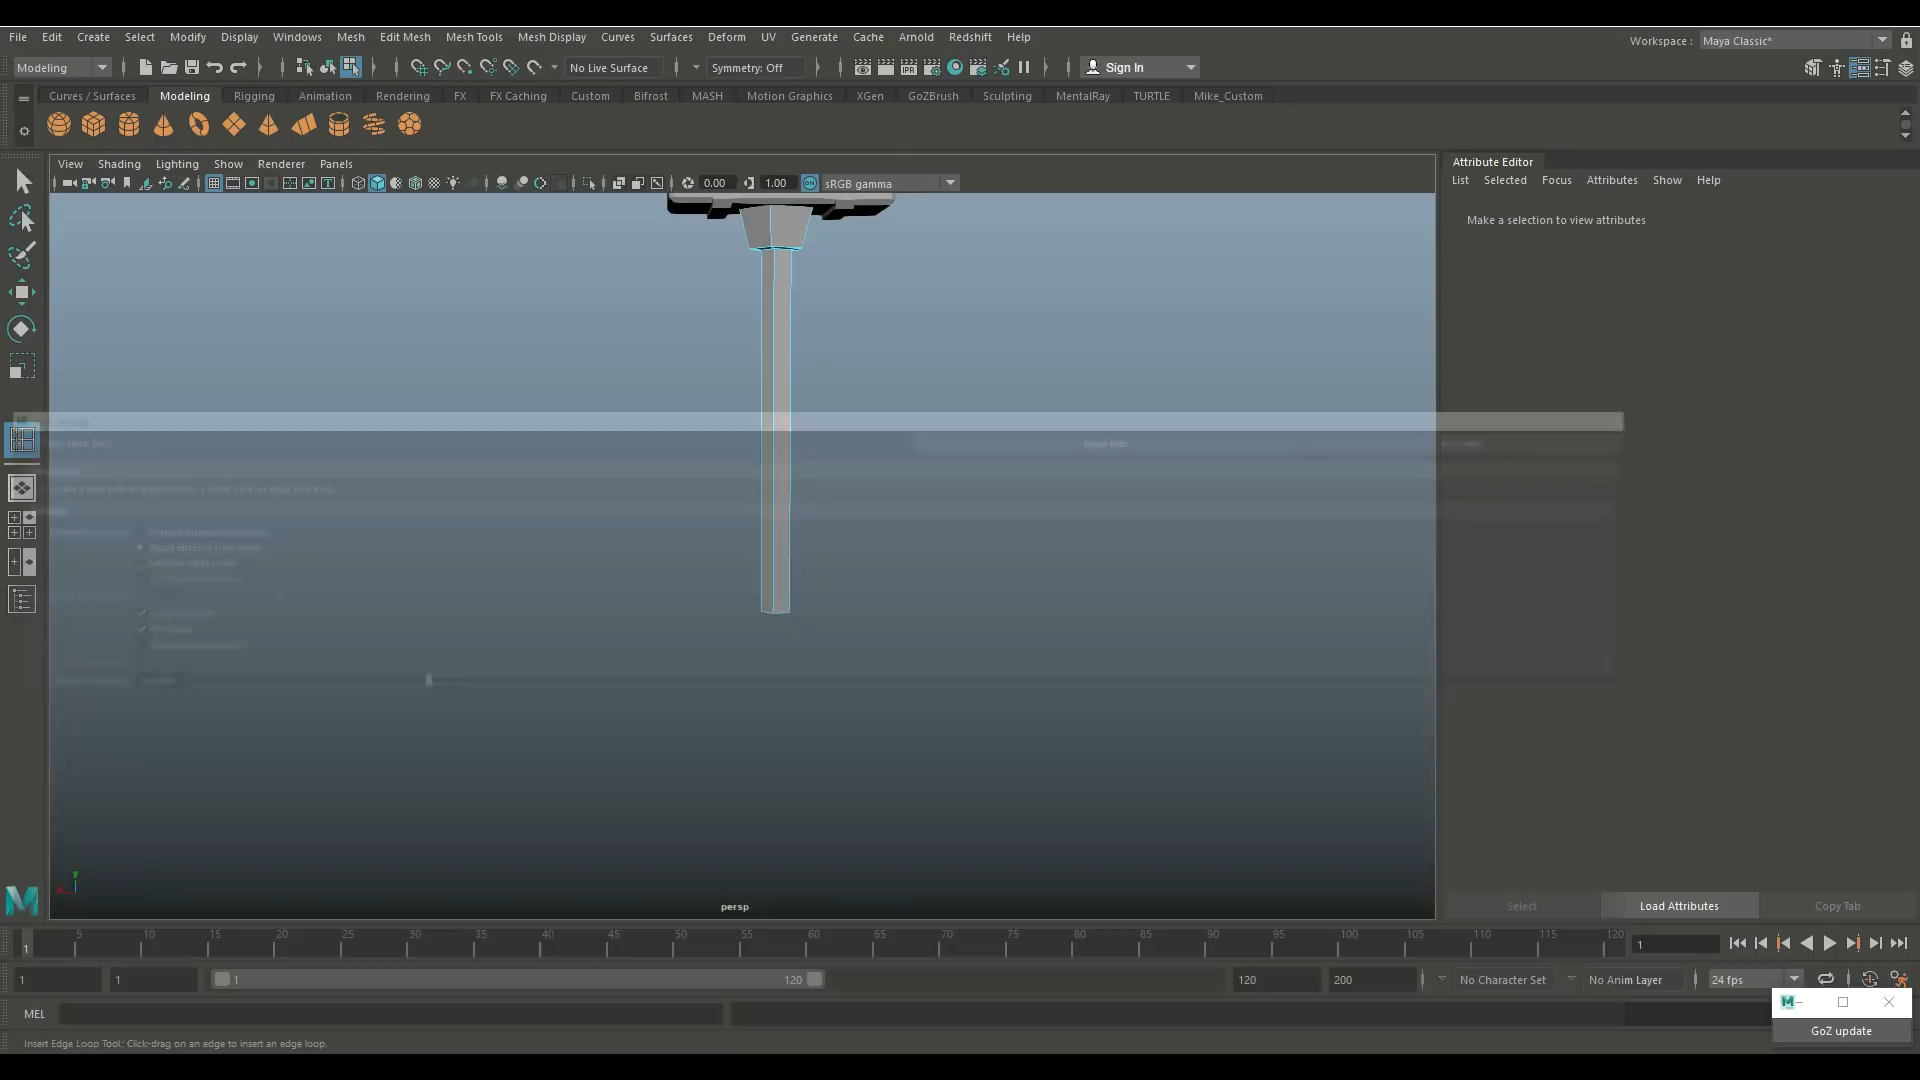 File Edit Create Select Modify Display Windows Mesh Edit Mesh Mesh Tools Mesh Display Curves Surfaces Deform UV Generate Cache Arnold Redshift Help
Workspace : Maya Classic*
Modeling No Live Surface Symmetry: Off Sign In
Curves / Surfaces Modeling Rigging Animation Rendering FX FX Caching Custom Bifrost MASH Motion Graphics XGen GoZBrush Sculpting MentalRay TURTLE Mike_Custom
View Shading Lighting Show Renderer Panels
0.00 1.00 ON sRGB gamma
Attribute Editor
List Selected Focus Attributes Show Help
Make a selection to view attributes
y
persp
Select Load Attributes Copy Tab
1 5 10 15 20 25 30 35 40 45 50 55 60 65 70 75 80 85 90 95 100 105 110 115 120 1
1 1 1 120 120 200 No Character Set No Anim Layer 24 fps
MEL
GoZ update
Insert Edge Loop Tool: Click-drag on an edge to insert an edge loop.